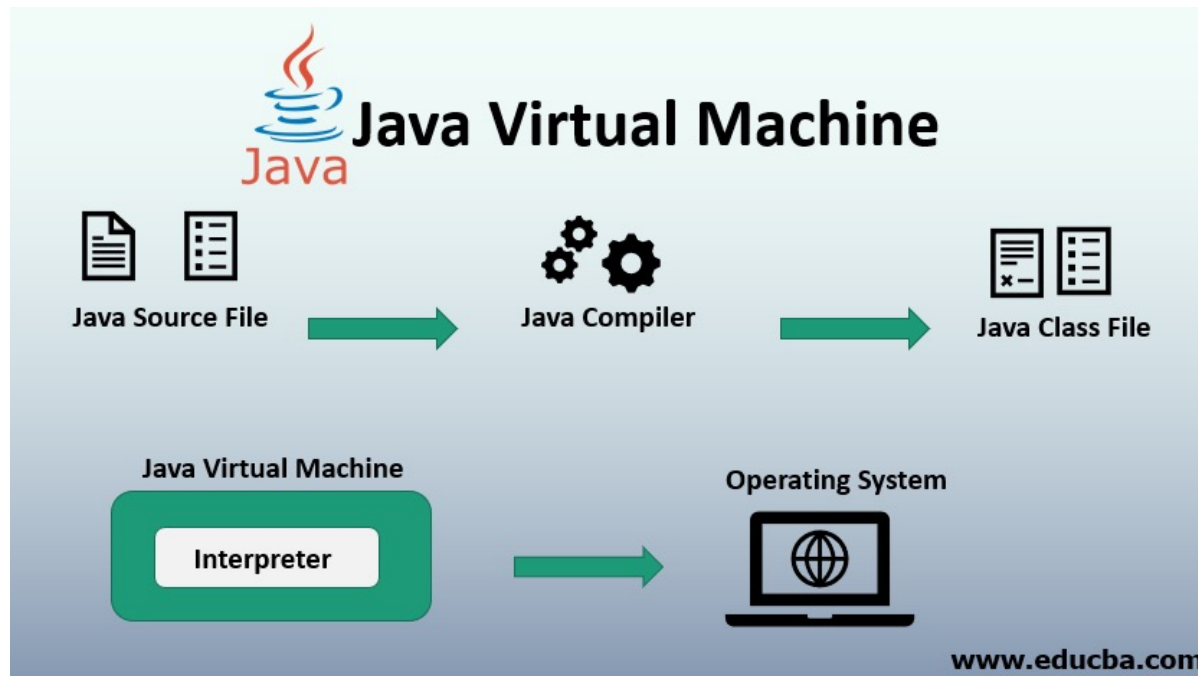 Java
Java Virtual Machine
Java Source File
Java Compiler
Java Class File
Java Virtual Machine
Interpreter
Operating System
www.educba.com